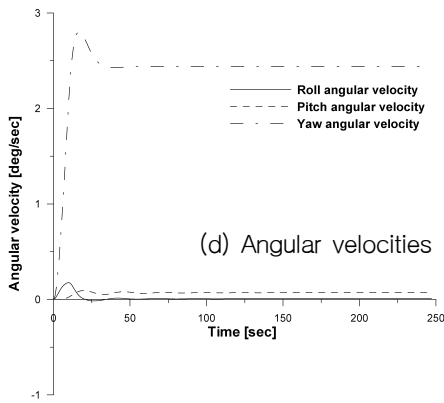 3
2
1
0
-1
Angular velocity [deg/sec]
Roll angular velocity
Pitch angular velocity
Yaw angular velocity
(d) Angular velocities
0
50
100
150
200
250
Time [sec]